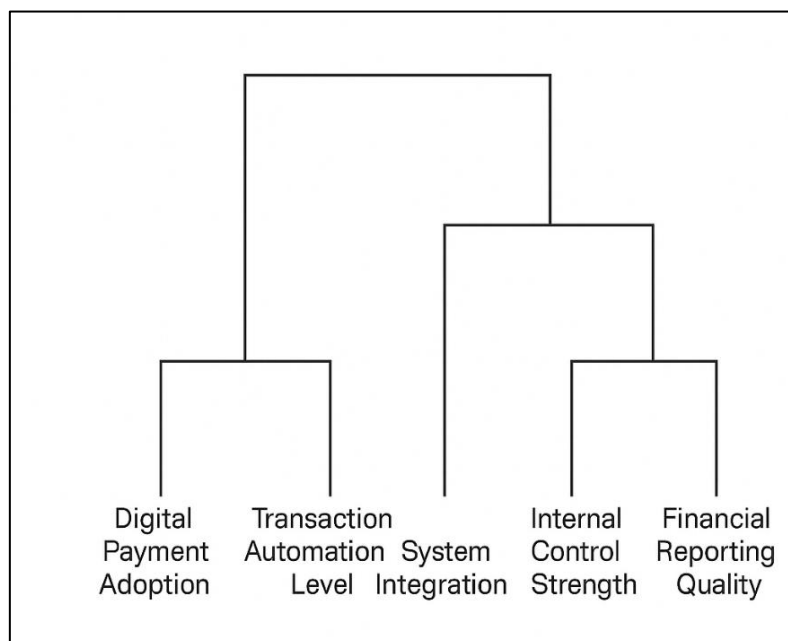 Digital
Payment
Adoption
Transaction
Automation
Level
System
Integration
Internal
Control
Strength
Financial
Reporting
Quality